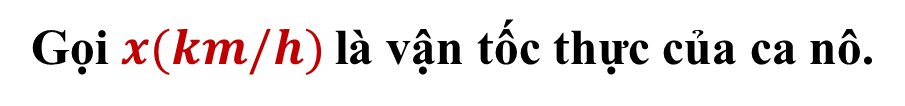 Gọi x(km/h) là vận tốc thực của ca nô.